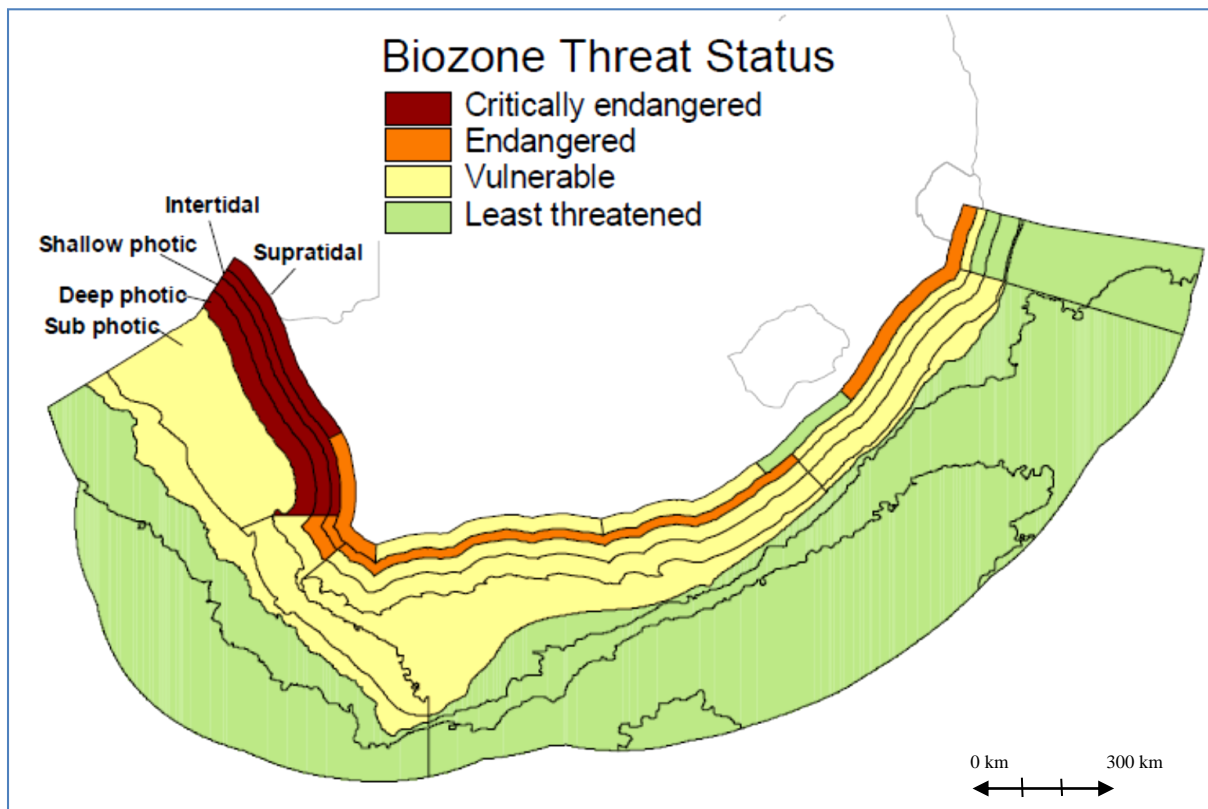 Biozone Threat Status
Critically endangered
Endangered
Vulnerable
Least threatened
Intertidal
Shallow photic
Supratidal
Deep photic
Sub photic
0 km 300 km